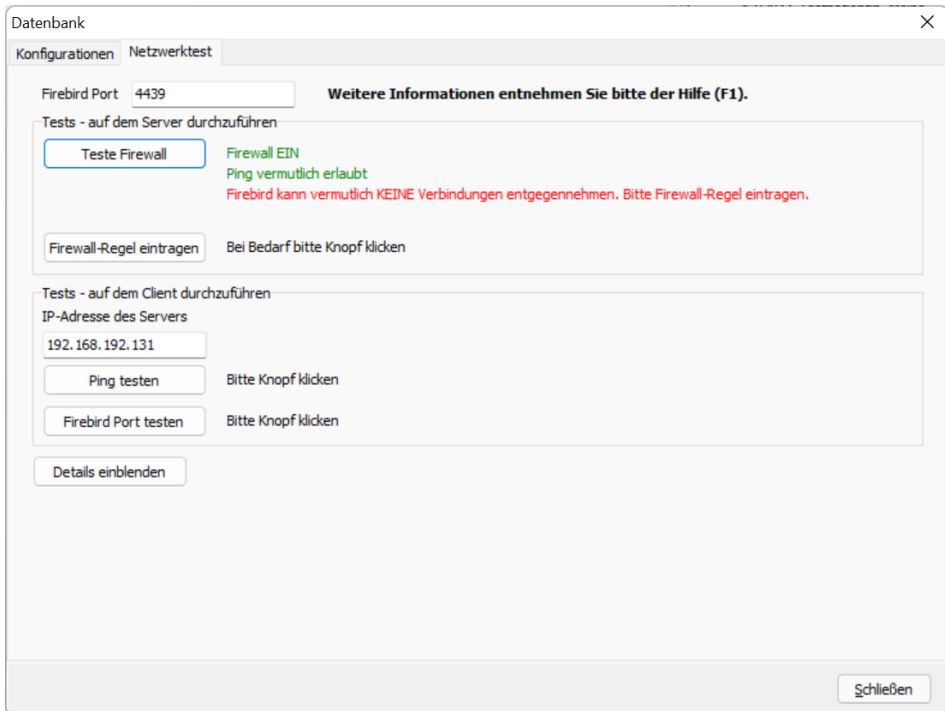 Datenbank
Konfigurationen
Netzwerktest
Firebird Port 4439 Weitere Informationen entnehmen Sie bitte der Hilfe (F1).
Tests - auf dem Server durchzuführen
Teste Firewall
Firewall EIN
Ping vermutlich erlaubt
Firebird kann vermutlich KEINE Verbindungen entgegennehmen. Bitte Firewall-Regel eintragen.
Firewall-Regel eintragen Bei Bedarf bitte Knopf klicken
Tests - auf dem Client durchzuführen
IP-Adresse des Servers
192.168.192.131
Ping testen Bitte Knopf klicken
Firebird Port testen Bitte Knopf klicken
Details einblenden
Schließen